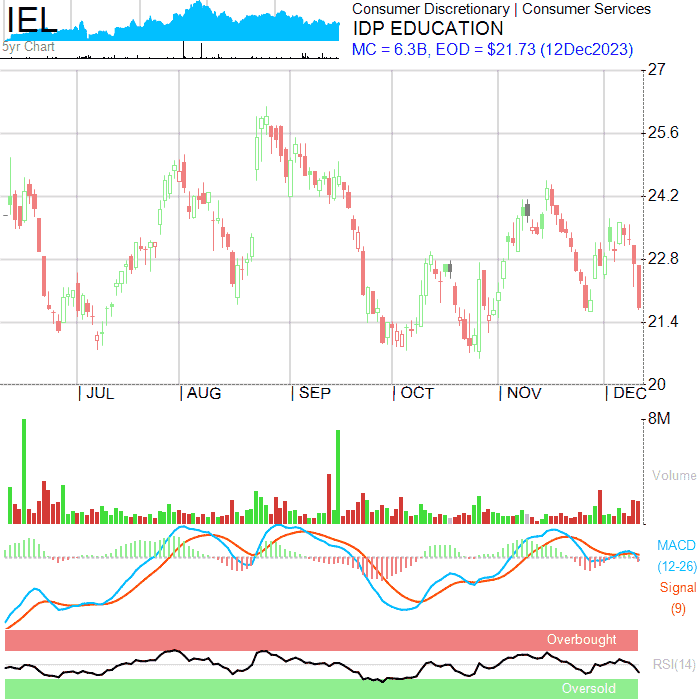 IEL
5yr Chart
Consumer Discretionary | Consumer Services
IDP EDUCATION
MC = 6.3B, EOD = $21.73 (12Dec2023)
27
25.6
24.2
22.8
21.4
20
| JUL | AUG | SEP | OCT | NOV | DEC
8M
Volume
MACD
(12-26)
Signal
(9)
Overbought
RSI(14)
Oversold